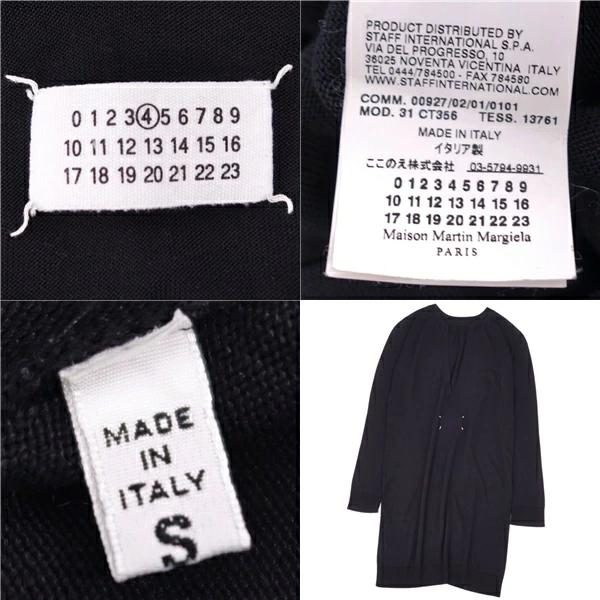 0 1 2 3 4 5 6 7 8 9
10 11 12 13 14 15 16
17 18 19 20 21 22 23
PRODUCT DISTRIBUTED BY
STAFF INTERNATIONAL S.P.A.
VIA DEL PROGRESSO, 10
36025 NOVENTA VICENTINA ITALY
TEL 0444/784500 - FAX 784580
WWW.STAFFINTERNATIONAL.COM
COMM. 00927/02/01/0101
MOD. 31 CT356 TESS. 13761
MADE IN ITALY
イタリア製
ここのえ株式会社 03-5794-9931
0 1 2 3 4 5 6 7 8 9
10 11 12 13 14 15 16
17 18 19 20 21 22 23
Maison Martin Margiela
PARIS
MADE
IN
ITALY
S